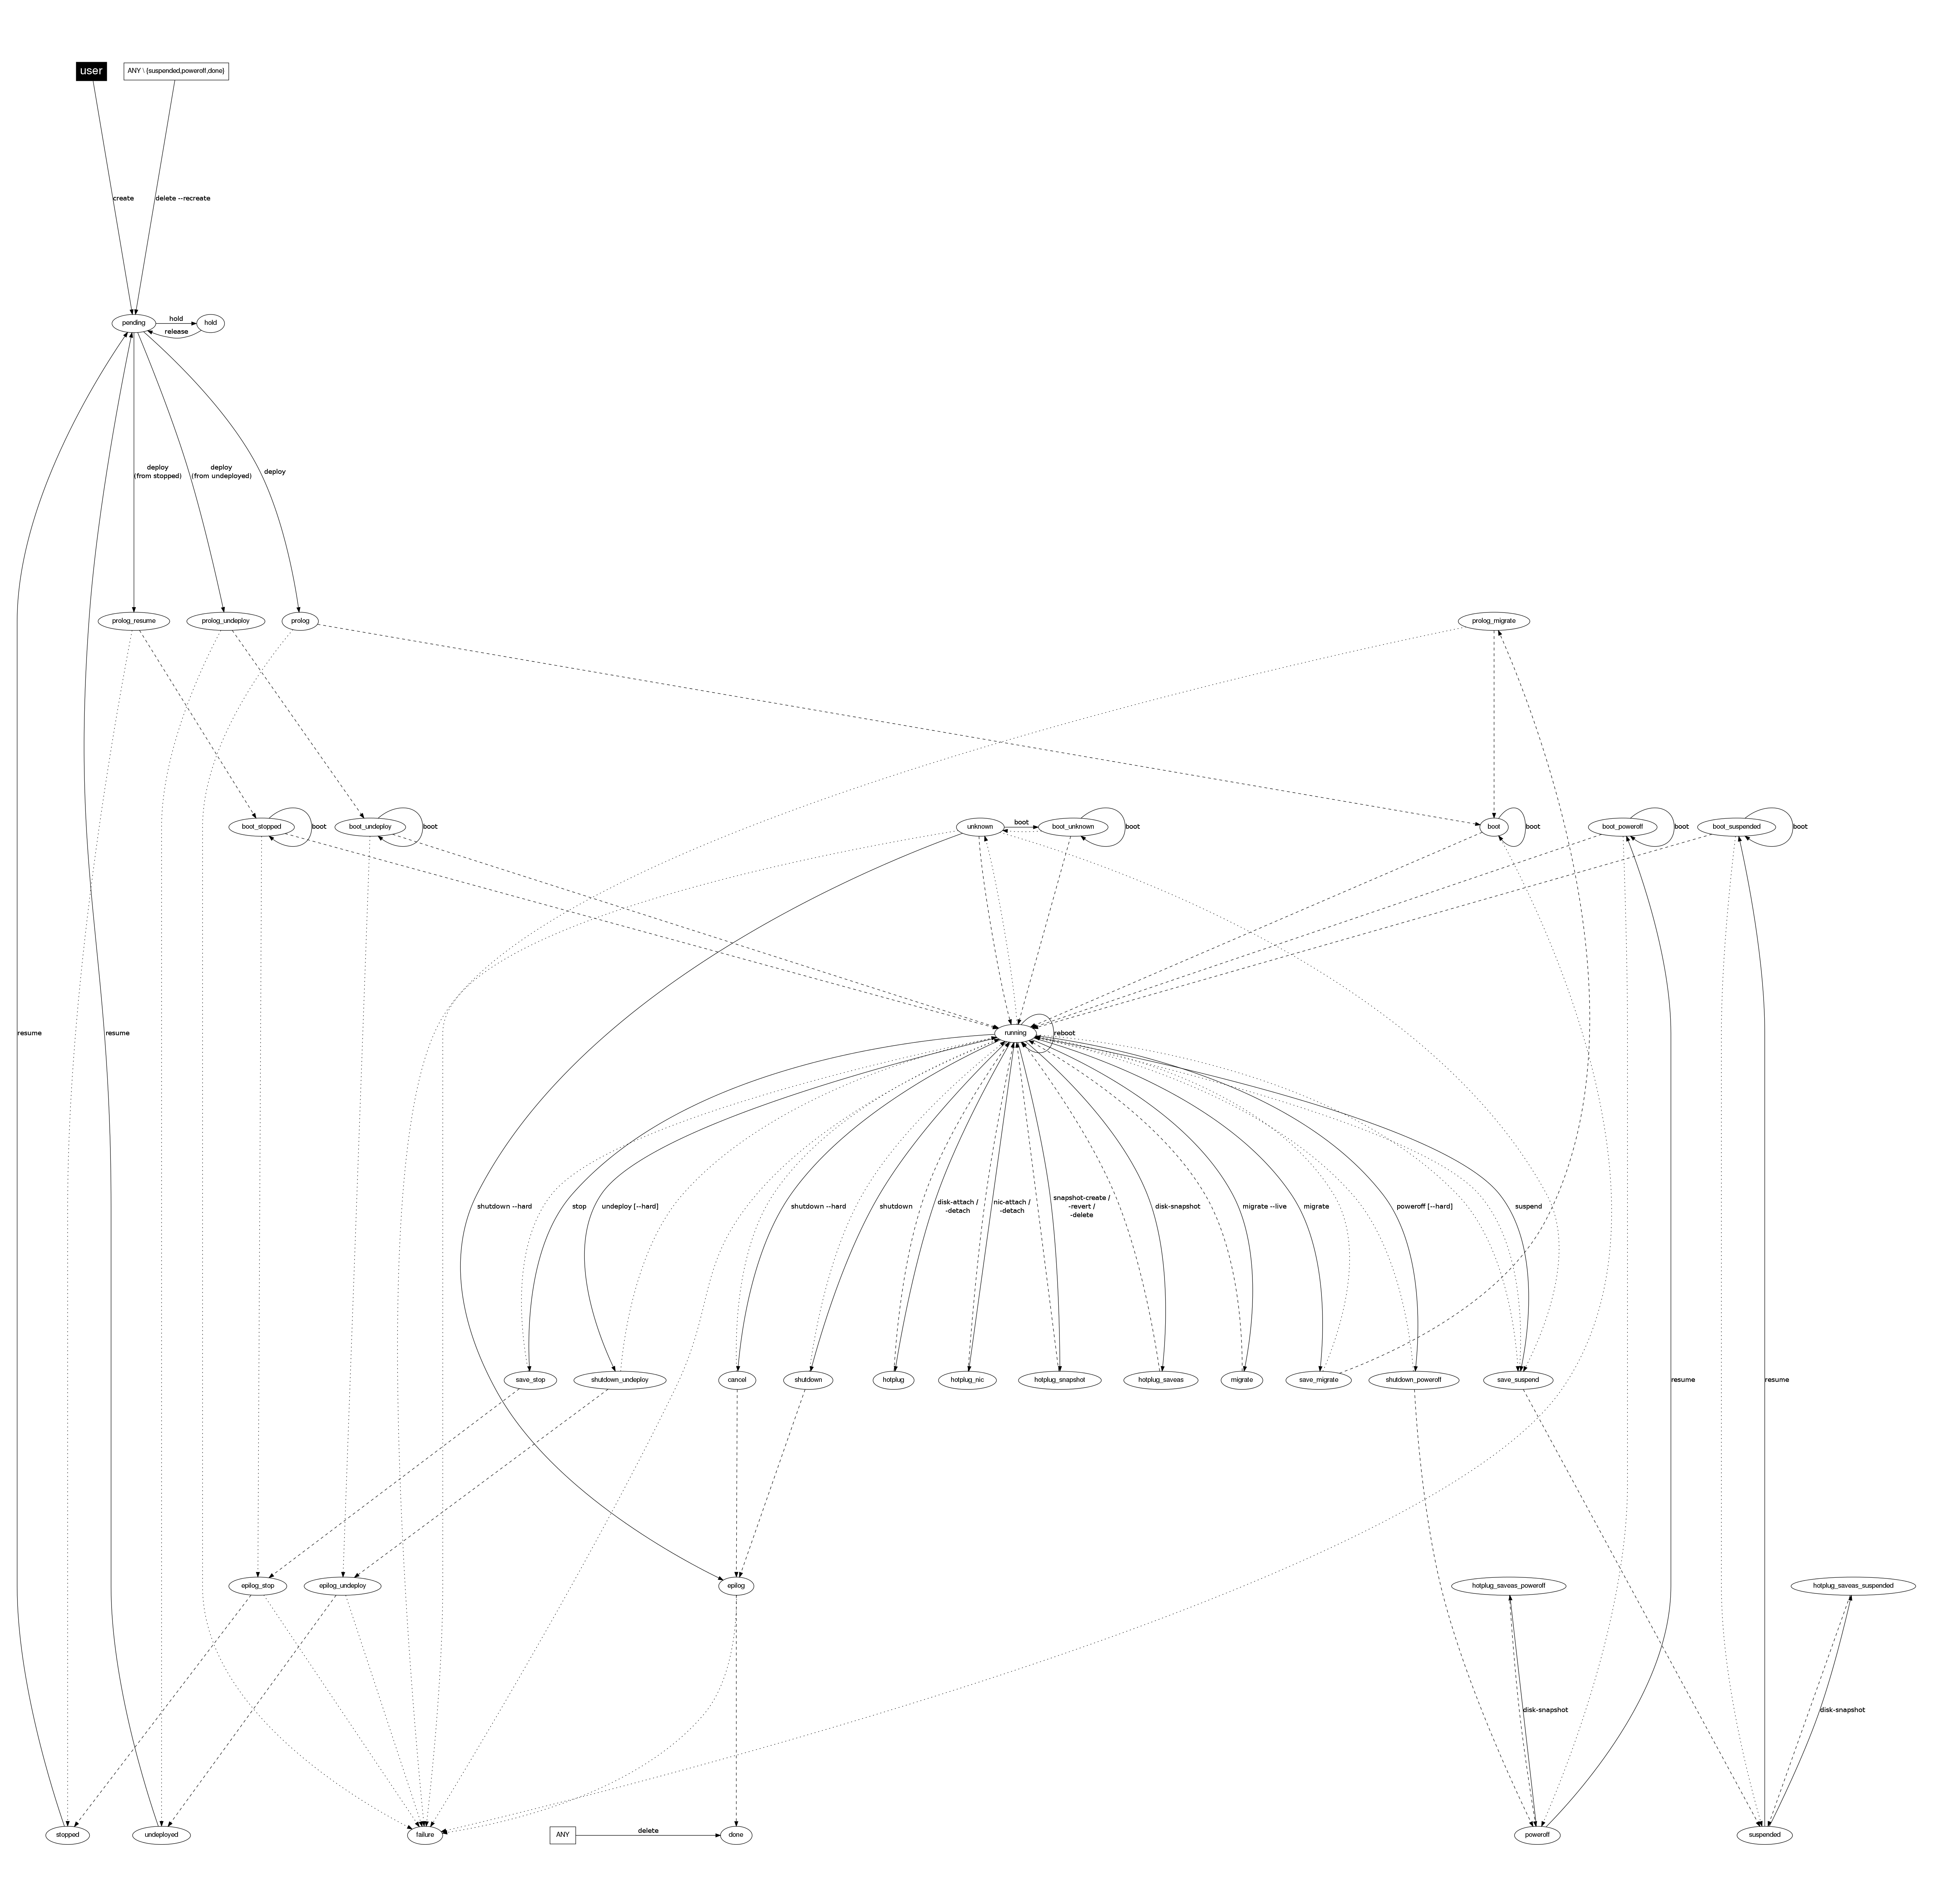 user
ANY \ {suspended,poweroff,done}
create
delete --recreate
pending
hold
hold
release
deploy
(from stopped)
deploy
(from undeployed)
deploy
prolog_resume
prolog_undeploy
prolog
prolog_migrate
boot_stopped
boot
boot_undeploy
boot
unknown
boot
boot_unknown
boot
boot
boot
boot_poweroff
boot
boot_suspended
boot
resume
resume
running
reboot
shutdown --hard
stop
undeploy [--hard]
shutdown --hard
shutdown
disk-attach /
-detach
nic-attach /
-detach
snapshot-create /
-revert /
-delete
disk-snapshot
migrate --live
migrate
poweroff [--hard]
suspend
save_stop
shutdown_undeploy
cancel
shutdown
hotplug
hotplug_nic
hotplug_snapshot
hotplug_saveas
migrate
save_migrate
shutdown_poweroff
save_suspend
resume
resume
epilog_stop
epilog_undeploy
epilog
hotplug_saveas_poweroff
hotplug_saveas_suspended
disk-snapshot
disk-snapshot
stopped
undeployed
failure
ANY
delete
done
poweroff
suspended